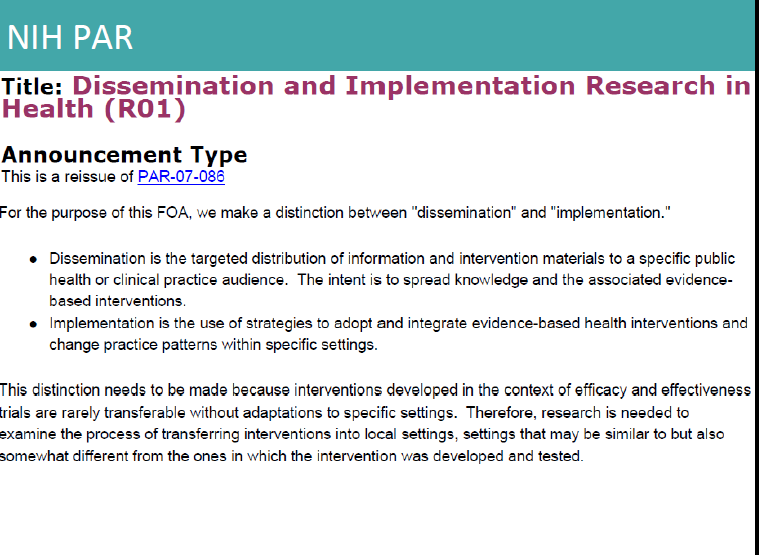 NIH PAR
Title: Dissemination and Implementation Research in
Health (R01)
Announcement Type
This is a reissue of PAR-07-086
For the purpose of this FOA, we make a distinction between "dissemination" and "implementation."
● Dissemination is the targeted distribution of information and intervention materials to a specific public
health or clinical practice audience.  The intent is to spread knowledge and the associated evidence-
based interventions.
● Implementation is the use of strategies to adopt and integrate evidence-based health interventions and
change practice patterns within specific settings.
This distinction needs to be made because interventions developed in the context of efficacy and effectiveness
trials are rarely transferable without adaptations to specific settings.  Therefore, research is needed to
examine the process of transferring interventions into local settings, settings that may be similar to but also
somewhat different from the ones in which the intervention was developed and tested.